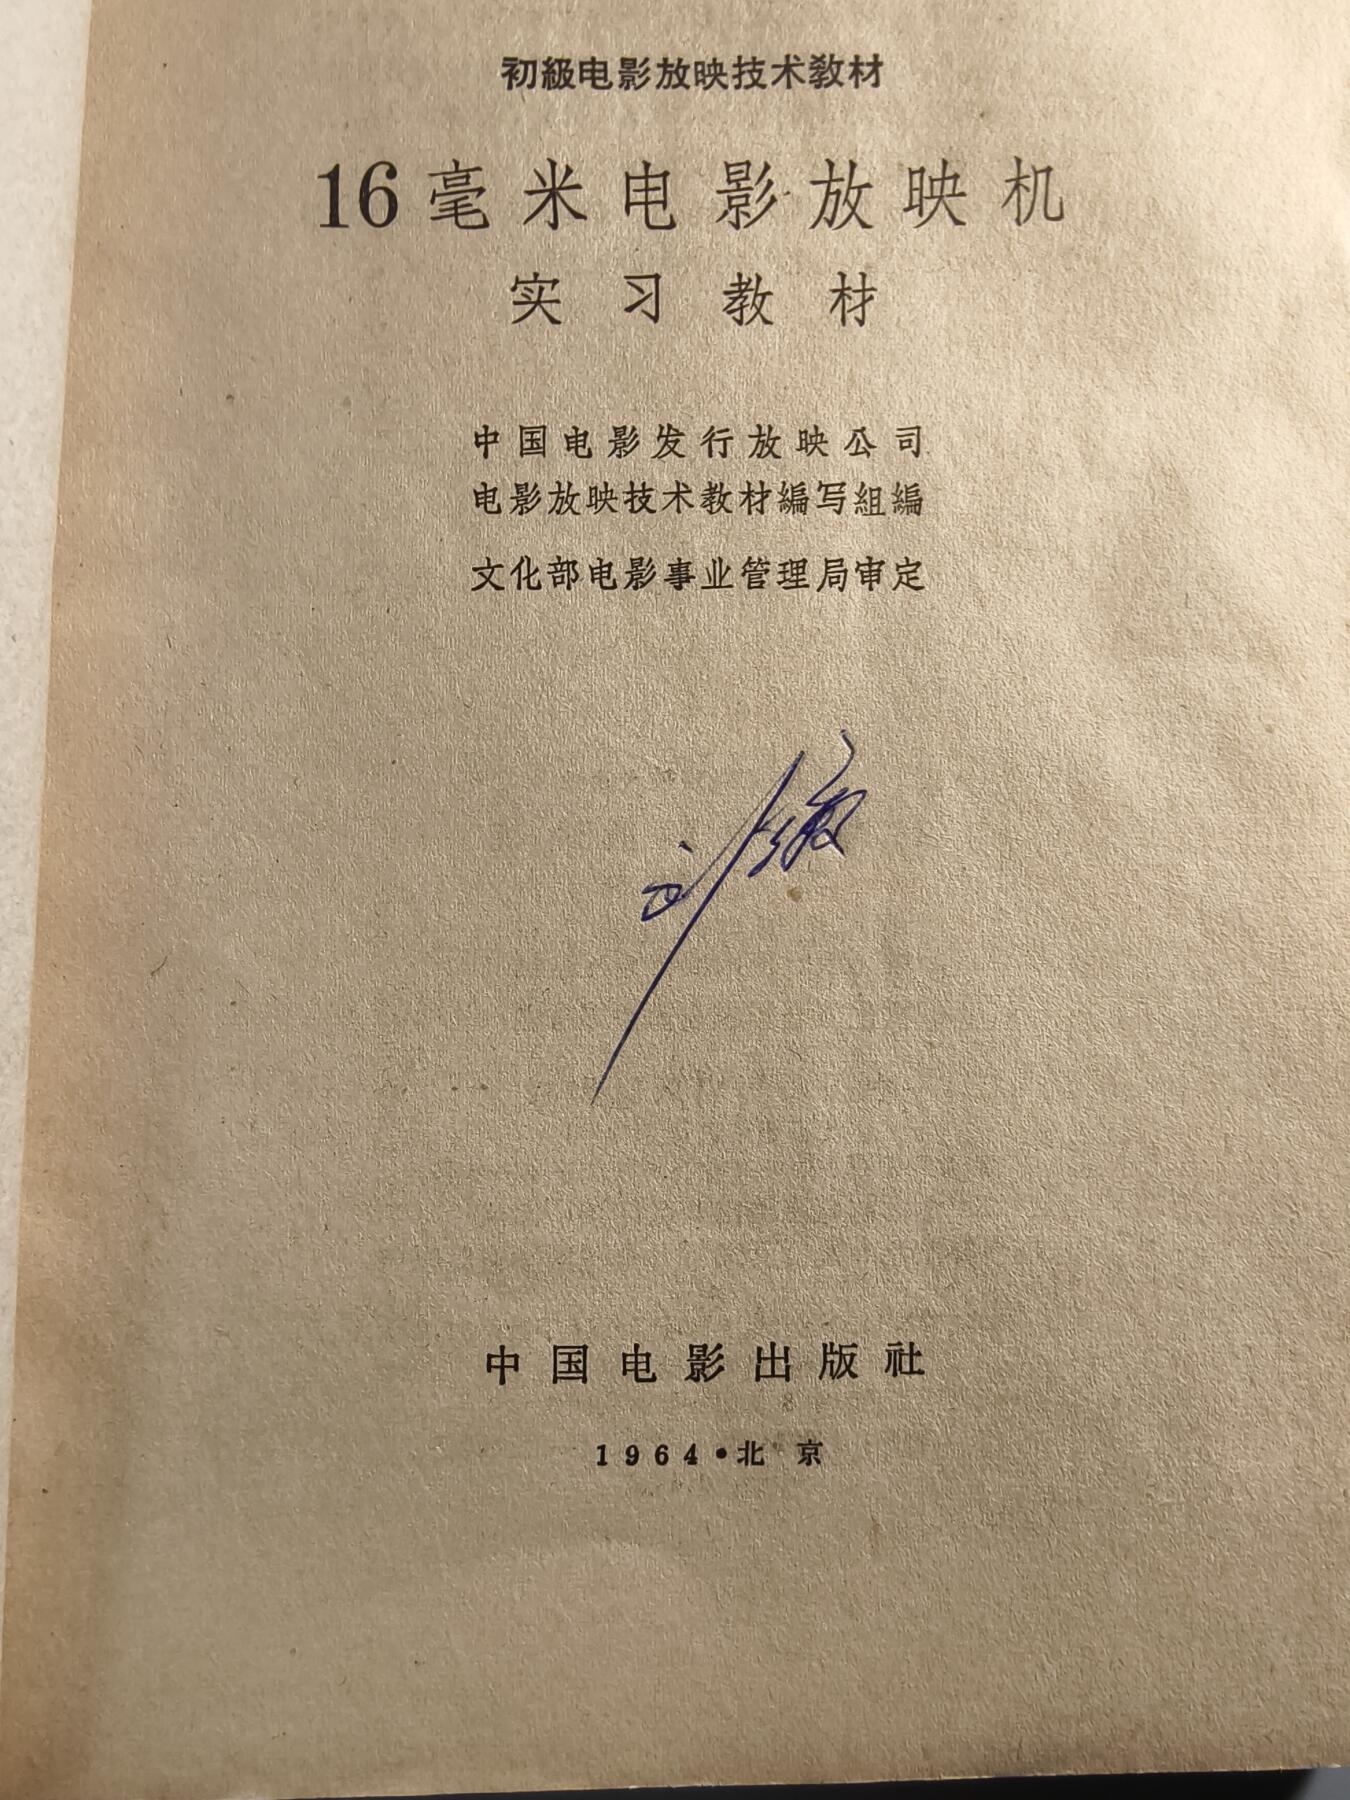 初級电影放映技术教材
16毫米电影放映机
实习教材
中国电影发行放映公司
电影放映技术教材編写組編
文化部电影事业管理局审定
中国电影出版社
1964·北京